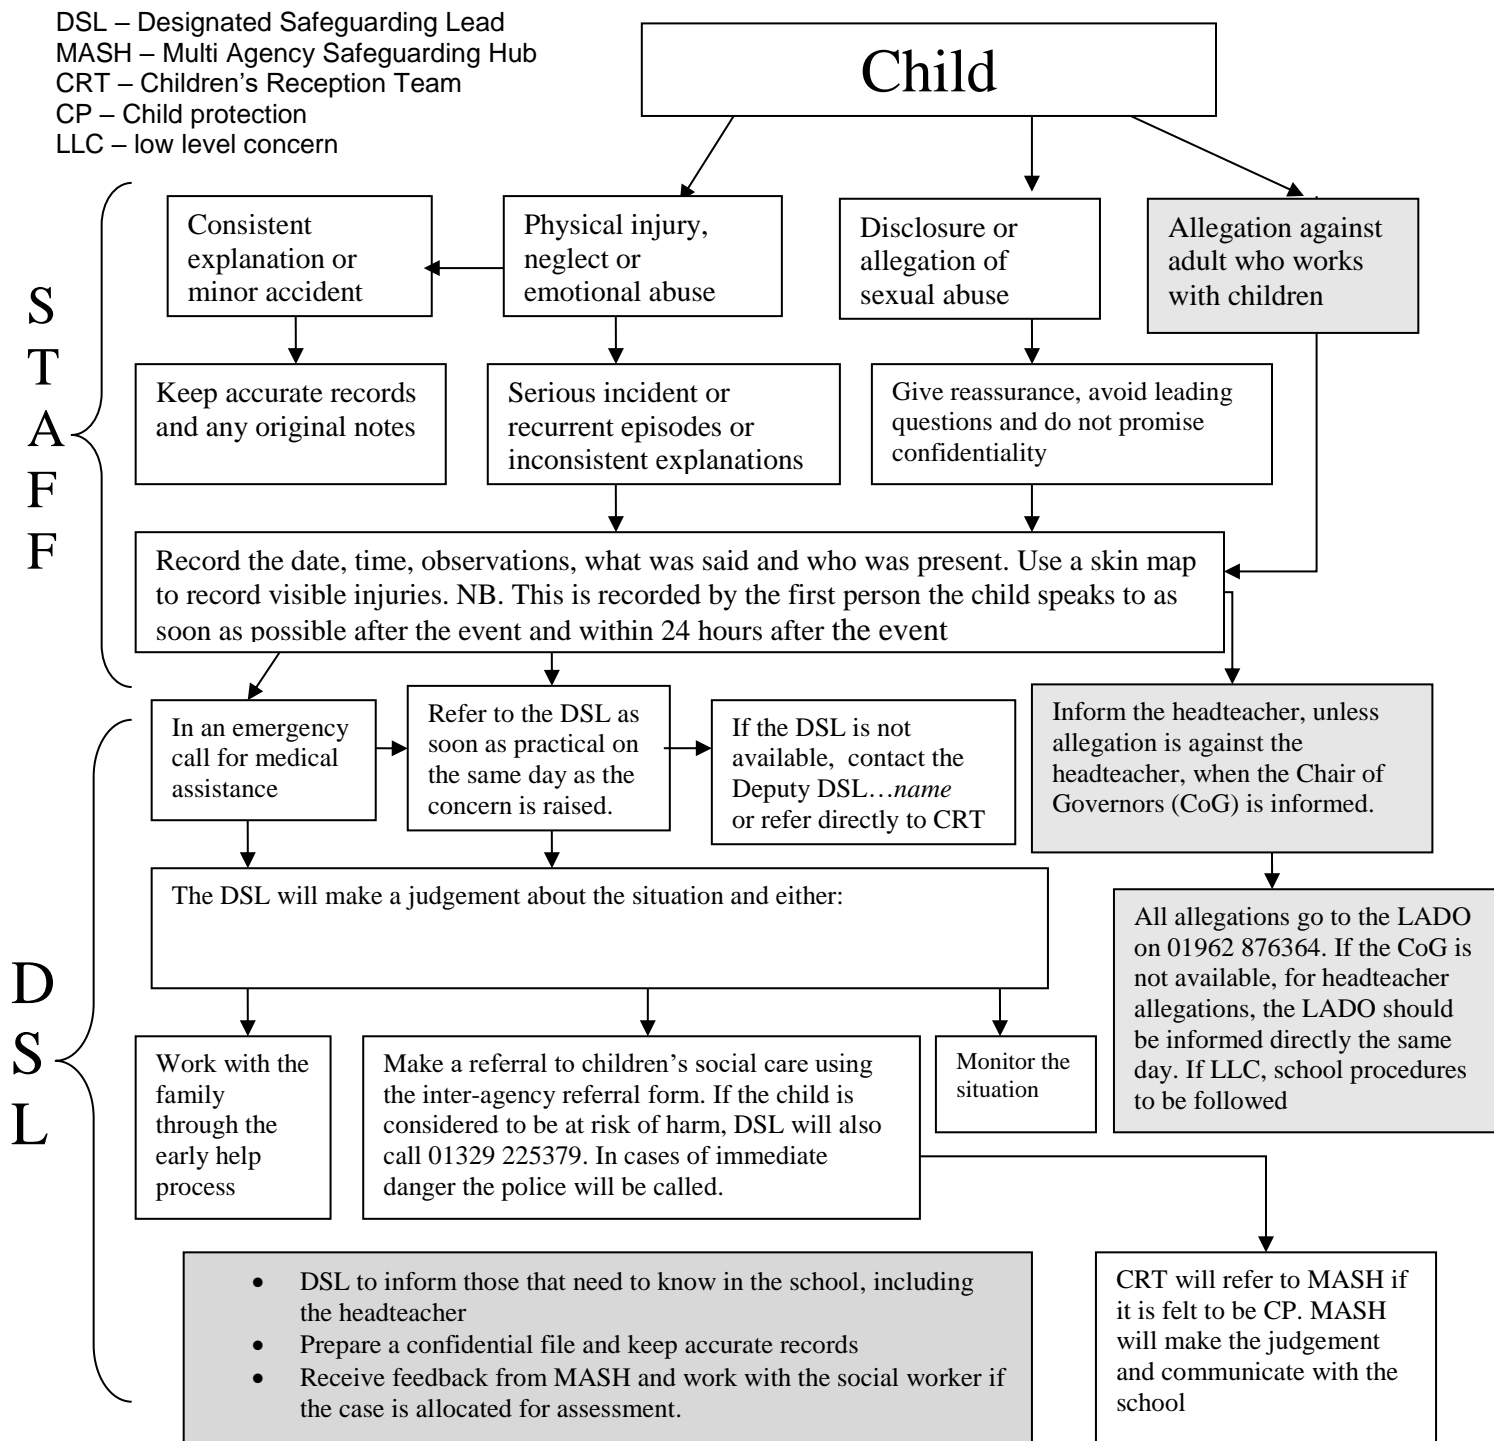 DSL – Designated Safeguarding Lead
MASH – Multi Agency Safeguarding Hub
CRT – Children's Reception Team
CP – Child protection
LLC – low level concern
Child
S
T
A
F
F
Consistent
explanation or
minor accident
Physical injury,
neglect or
emotional abuse
Disclosure or
allegation of
sexual abuse
Allegation against
adult who works
with children
Keep accurate records
and any original notes
Serious incident or
recurrent episodes or
inconsistent explanations
Give reassurance, avoid leading
questions and do not promise
confidentiality
Record the date, time, observations, what was said and who was present. Use a skin map
to record visible injuries. NB. This is recorded by the first person the child speaks to as
soon as possible after the event and within 24 hours after the event
D
S
L
In an emergency
call for medical
assistance
Refer to the DSL as
soon as practical on
the same day as the
concern is raised.
If the DSL is not
available,  contact the
Deputy DSL…name
or refer directly to CRT
Inform the headteacher, unless
allegation is against the
headteacher, when the Chair of
Governors (CoG) is informed.
The DSL will make a judgement about the situation and either:
All allegations go to the LADO
on 01962 876364. If the CoG is
not available, for headteacher
allegations, the LADO should
be informed directly the same
day. If LLC, school procedures
to be followed
Work with the
family
through the
early help
process
Make a referral to children's social care using
the inter-agency referral form. If the child is
considered to be at risk of harm, DSL will also
call 01329 225379. In cases of immediate
danger the police will be called.
Monitor the
situation
• DSL to inform those that need to know in the school, including
the headteacher
• Prepare a confidential file and keep accurate records
• Receive feedback from MASH and work with the social worker if
the case is allocated for assessment.
CRT will refer to MASH if
it is felt to be CP. MASH
will make the judgement
and communicate with the
school